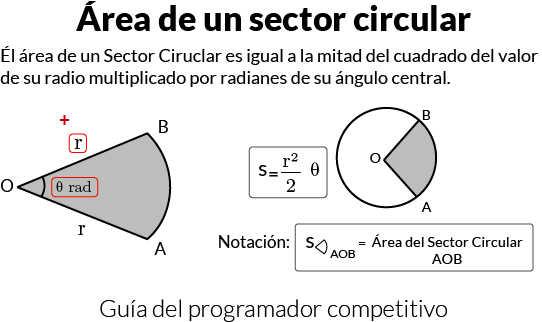 Área de un sector circular
Él área de un Sector Ciruclar es igual a la mitad del cuadrado del valor
de su radio multiplicado por radianes de su ángulo central.
+
r
B
O
θ rad
r
A
S = r²/2 θ
B
O
A
Notación:
S AOB = Área del Sector Circular
AOB
Guía del programador competitivo